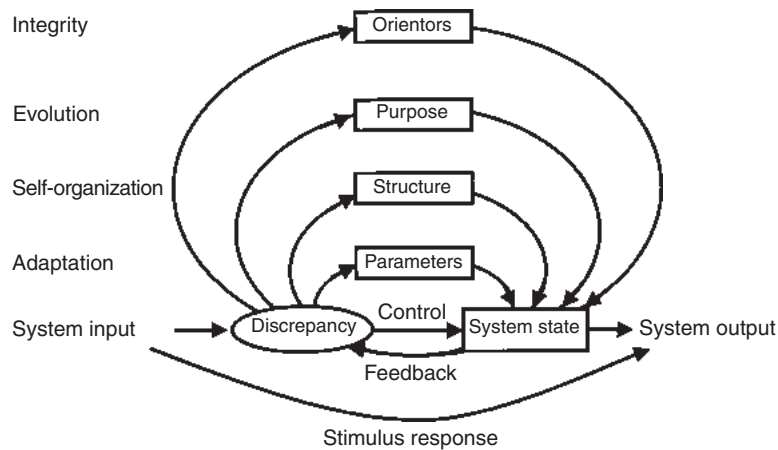 Integrity
Orientors
Evolution
Purpose
Self-organization
Structure
Adaptation
Parameters
System input
Discrepancy
Control
System state
System output
Feedback
Stimulus response